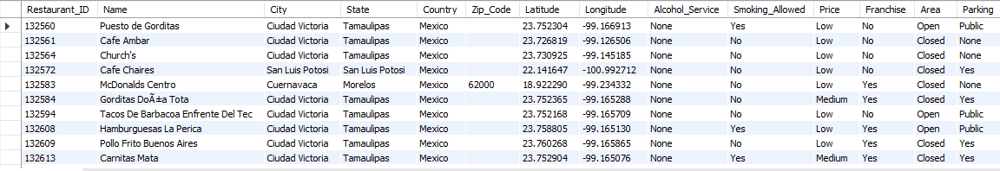 Restaurant_ID Name City State Country Zip_Code Latitude Longitude Alcohol_Service Smoking_Allowed Price Franchise Area Parking
132560 Puesto de Gorditas Ciudad Victoria Tamaulipas Mexico 23.752304 -99.166913 None Yes Low No Open Public
132561 Cafe Ambar Ciudad Victoria Tamaulipas Mexico 23.726819 -99.126506 None No Low No Closed None
132564 Church's Ciudad Victoria Tamaulipas Mexico 23.730925 -99.145185 None No Low No Closed None
132572 Cafe Chaires San Luis Potosi San Luis Potosi Mexico 22.141647 -100.992712 None No Low No Closed Yes
132583 McDonalds Centro Cuernavaca Morelos Mexico 62000 18.922290 -99.234332 None No Low Yes Closed None
132584 Gorditas Doña Tota Ciudad Victoria Tamaulipas Mexico 23.752365 -99.165288 None No Medium Yes Closed Yes
132594 Tacos De Barbacoa Enfrente Del Tec Ciudad Victoria Tamaulipas Mexico 23.752168 -99.165709 None No Low No Open Public
132608 Hamburguesas La Perica Ciudad Victoria Tamaulipas Mexico 23.758805 -99.165130 None Yes Low Yes Open Public
132609 Pollo Frito Buenos Aires Ciudad Victoria Tamaulipas Mexico 23.760268 -99.165865 None No Low Yes Closed Yes
132613 Carnitas Mata Ciudad Victoria Tamaulipas Mexico 23.752904 -99.165076 None Yes Medium Yes Closed Yes